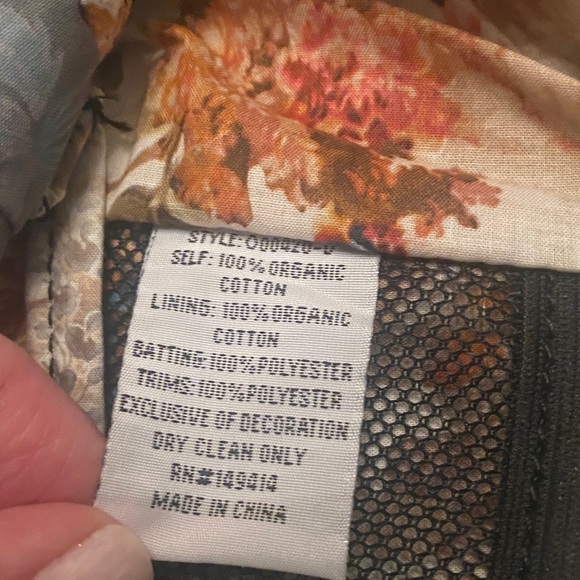 STYLE:
SELF: 100% ORGANIC
COTTON
LINING: 100% ORGANIC
COTTON
BATTING:100%POLYESTER
TRIMS:100%POLYESTER
EXCLUSIVE OF DECORATION
DRY CLEAN ONLY
RN#149414
MADE IN CHINA